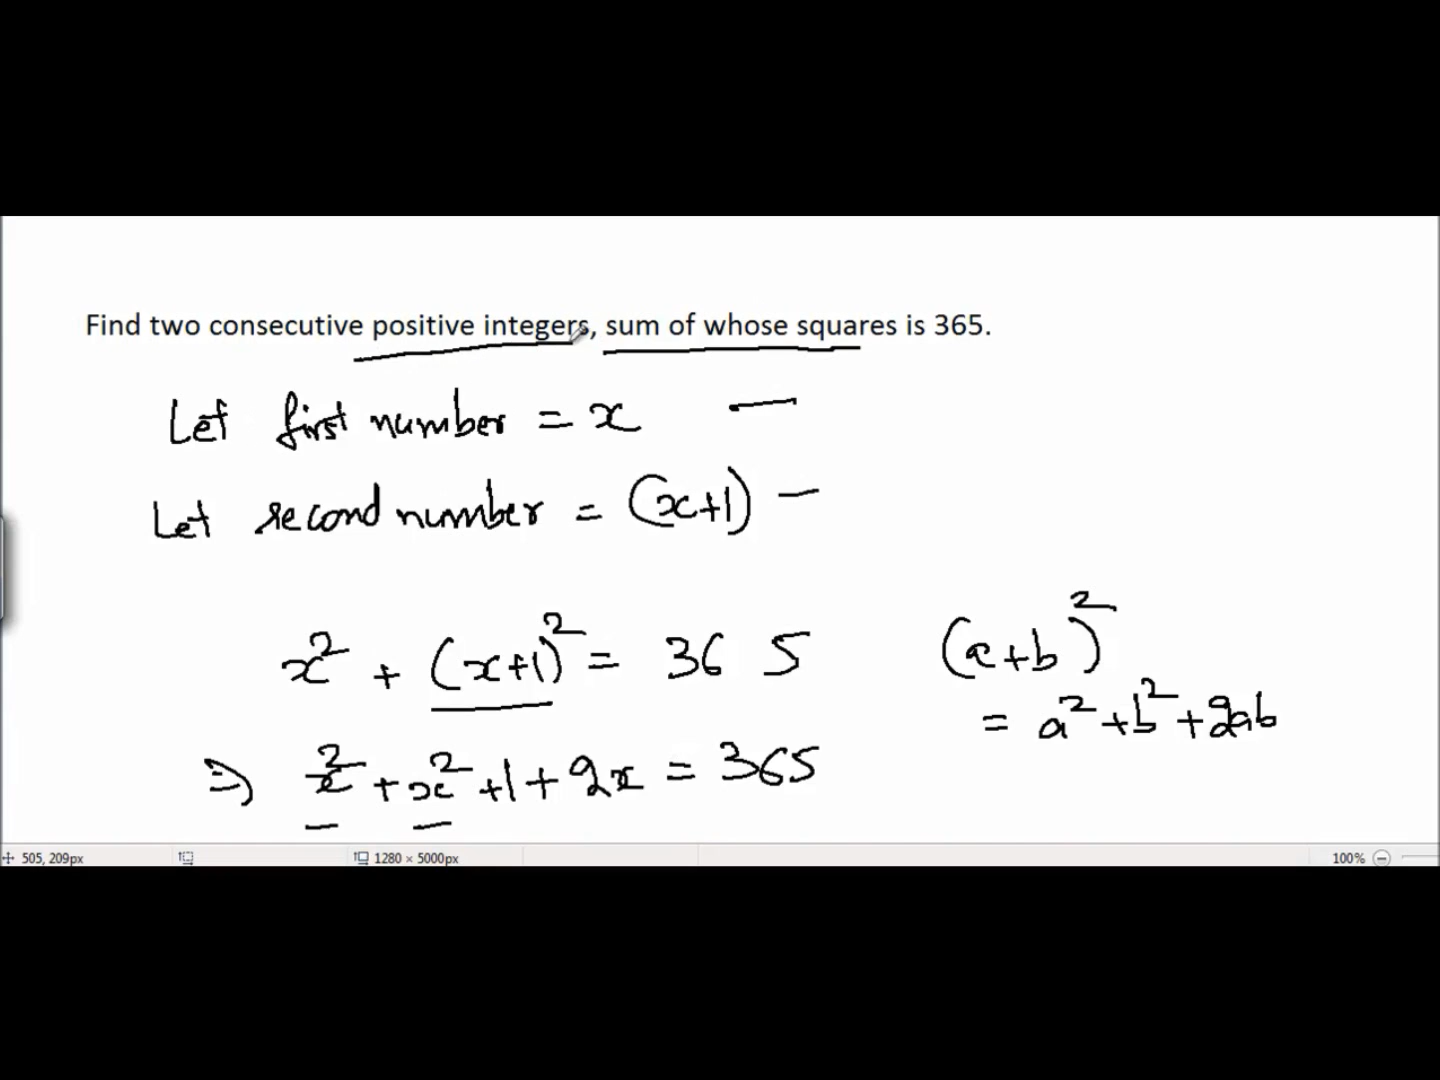 Find two consecutive positive integers, sum of whose squares is 365.
Let first number = x —
Let second number = (x+1) —
x² + (x+1)² = 365
(a+b)²
= a²+b²+2ab
⇒ x² + x² + 1 + 2x = 365
505, 209px
1280 × 5000px
100%